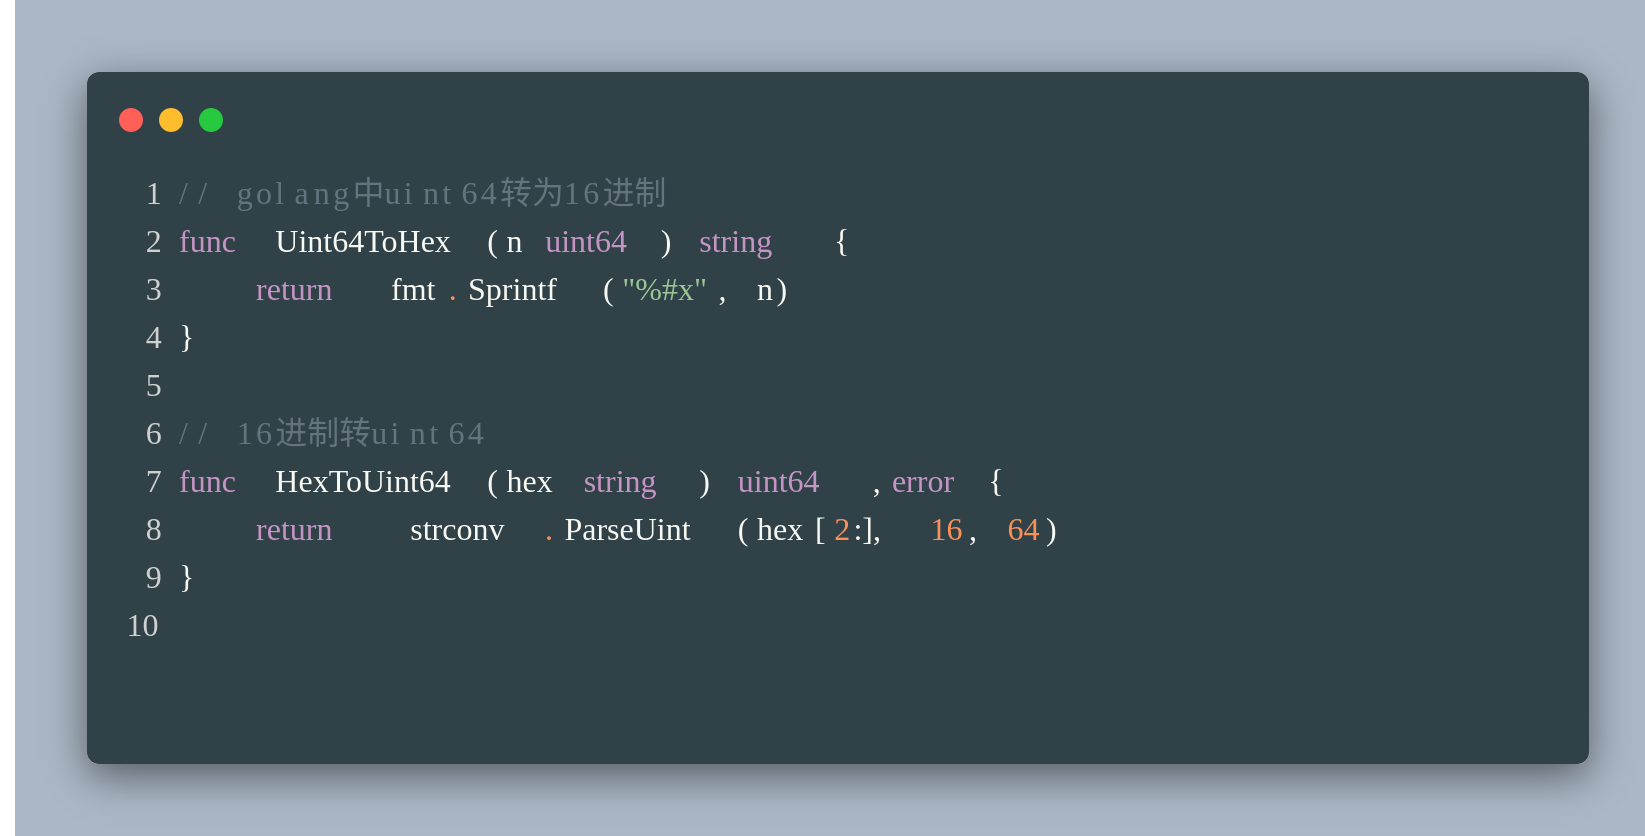 1 // golang中uint64转为16进制
2 func Uint64ToHex(n uint64) string {
3     return fmt.Sprintf("%#x", n)
4 }
5
6 // 16进制转uint64
7 func HexToUint64(hex string) uint64, error {
8     return strconv.ParseUint(hex[2:], 16, 64)
9 }
10